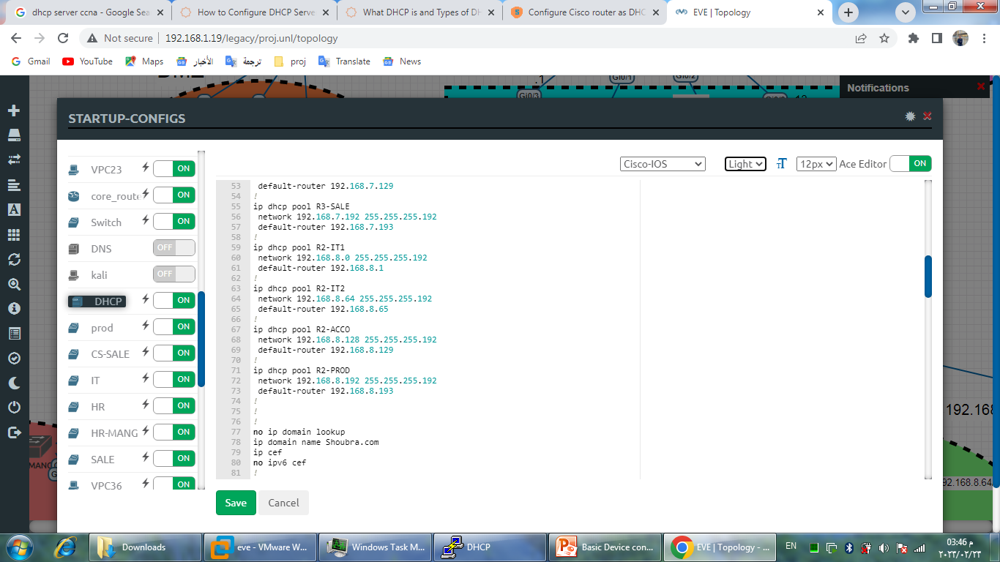 dhcp server ccna - Google Sea
How to Configure DHCP Serve
What DHCP is and Types of DH
Configure Cisco router as DHC
EVE | Topology
Not secure
192.168.1.19/legacy/proj.unl/topology
Gmail
YouTube
Maps
الأخبار
ترجمة
proj
Translate
News
.1
Gi0/3
Gi0/1
Gi0/2
Notifications
STARTUP-CONFIGS
VPC23
ON
core_route
ON
Switch
ON
DNS
OFF
kali
OFF
DHCP
ON
prod
ON
CS-SALE
ON
IT
ON
HR
ON
HR-MANG
ON
SALE
ON
VPC36
ON
Cisco-IOS
Light
12px
Ace Editor
ON
53 default-router 192.168.7.129
54 !
55 ip dhcp pool R3-SALE
56 network 192.168.7.192 255.255.255.192
57 default-router 192.168.7.193
58 !
59 ip dhcp pool R2-IT1
60 network 192.168.8.0 255.255.255.192
61 default-router 192.168.8.1
62 !
63 ip dhcp pool R2-IT2
64 network 192.168.8.64 255.255.255.192
65 default-router 192.168.8.65
66 !
67 ip dhcp pool R2-ACCO
68 network 192.168.8.128 255.255.255.192
69 default-router 192.168.8.129
70 !
71 ip dhcp pool R2-PROD
72 network 192.168.8.192 255.255.255.192
73 default-router 192.168.8.193
74 !
75 !
76 !
77 no ip domain lookup
78 ip domain name Shoubra.com
79 ip cef
80 no ipv6 cef
81 !
192.168
92.168.8.64
Save
Cancel
Downloads
eve - VMware W...
Windows Task M...
DHCP
Basic Device con...
EVE | Topology - ...
EN
03:46 م
٢٠٢٣/٠٢/٢٣